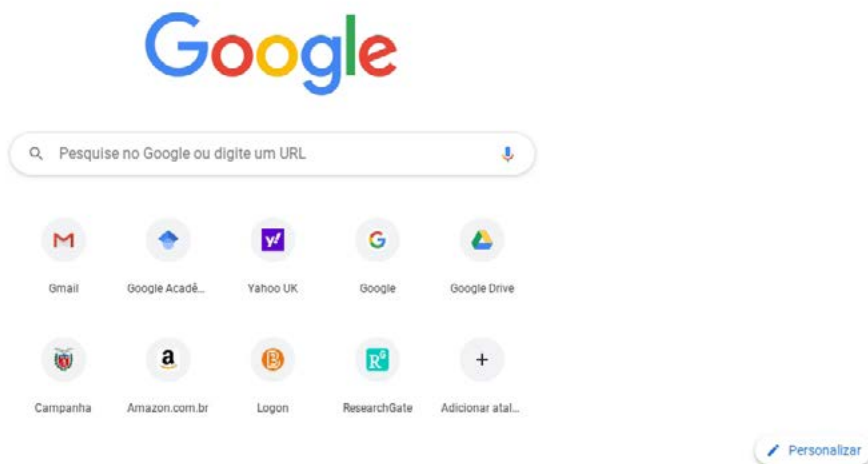 Google
Pesquise no Google ou digite um URL
Gmail
Google Acadê...
Yahoo UK
Google
Google Drive
Campanha
Amazon.com.br
Logon
ResearchGate
Adicionar atal...
Personalizar